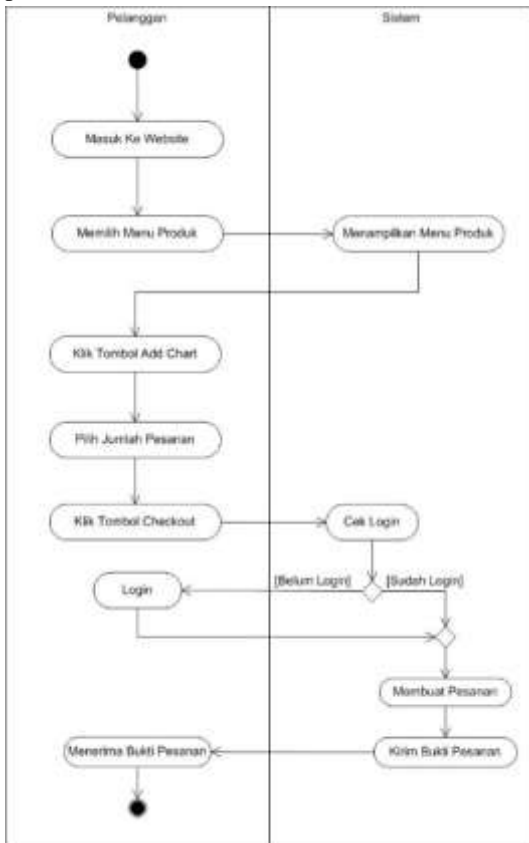 Pelanggan
Sistem
Masuk Ke Website
Memilih Menu Produk
Menampilkan Menu Produk
Klik Tombol Add Chart
Pilih Jumlah Pesanan
Klik Tombol Checkout
Cek Login
[Belum Login]
[Sudah Login]
Login
Membuat Pesanan
Menerima Bukti Pesanan
Kirim Bukti Pesanan